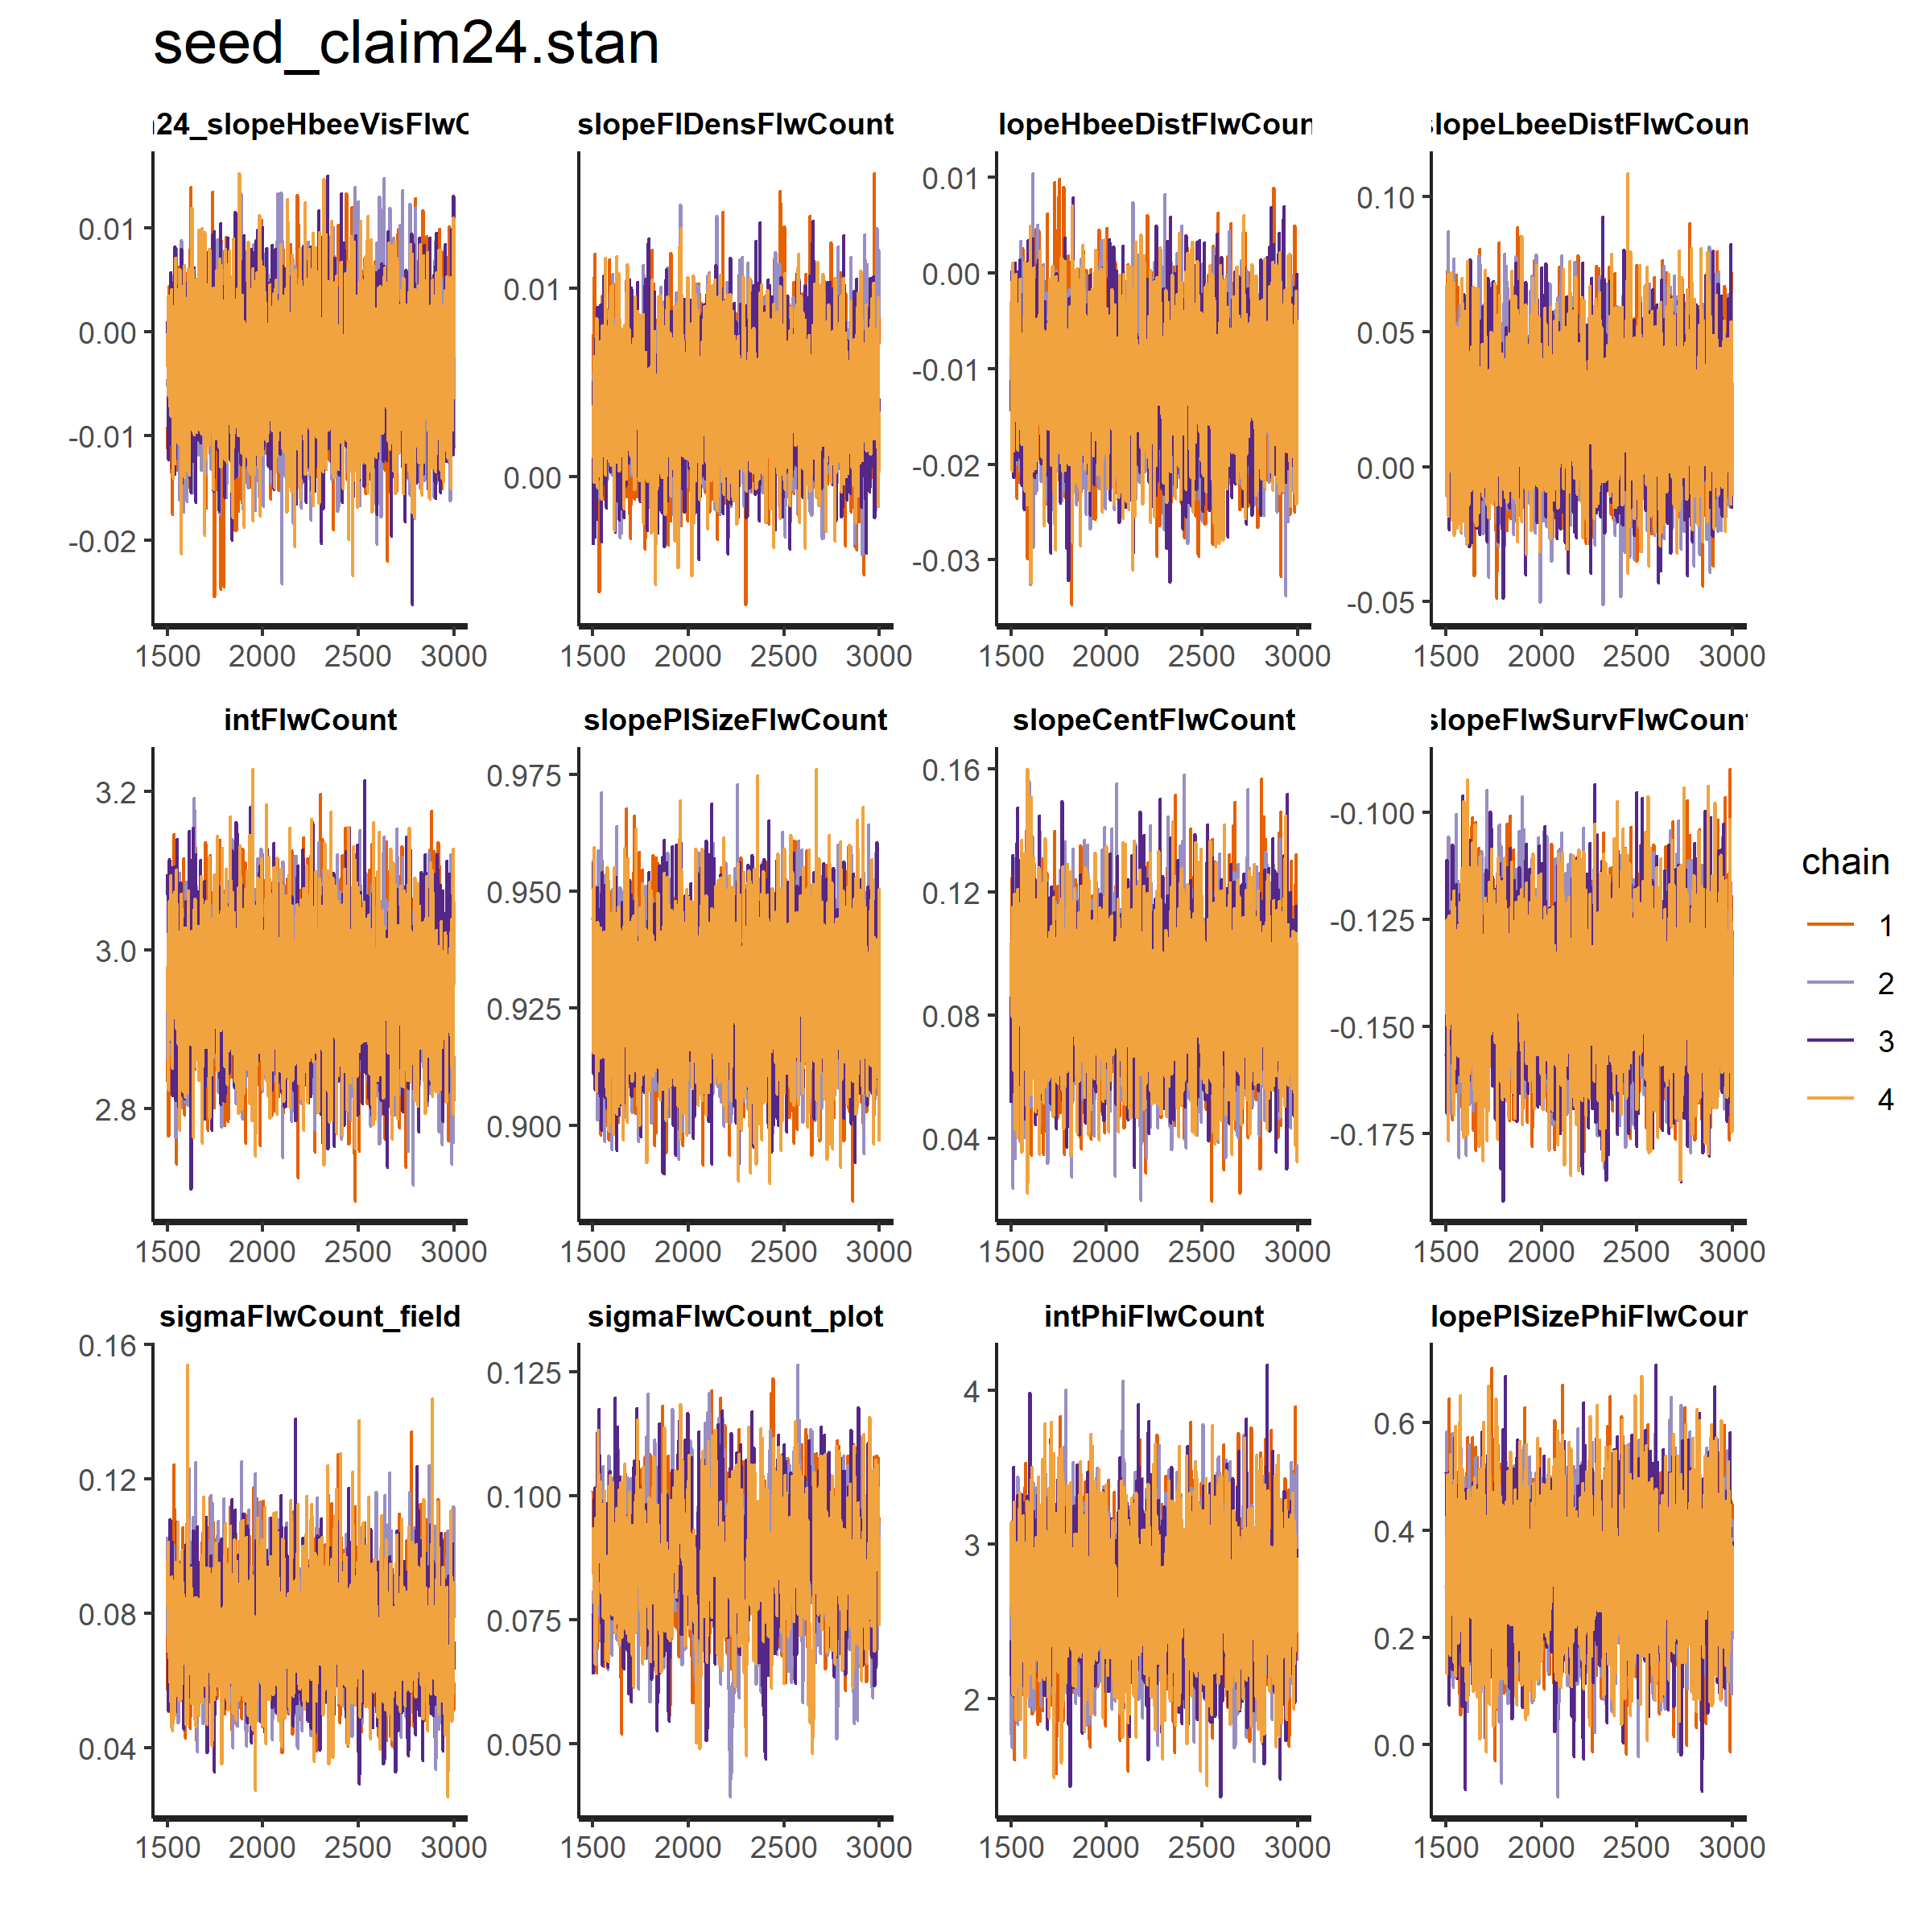 seed_claim24.stan
24_slopeHbeeVisFlwC
slopeFlDensFlwCount
lopeHbeeDistFlwCoun
slopeLbeeDistFlwCoun
0.01
0.00
-0.01
-0.02
0.01
0.00
0.01
0.00
-0.01
-0.02
-0.03
0.10
0.05
0.00
-0.05
1500 2000 2500 3000
1500 2000 2500 3000
1500 2000 2500 3000
1500 2000 2500 3000
intFlwCount
slopePlSizeFlwCount
slopeCentFlwCount
slopeFlwSurvFlwCount
3.2
3.0
2.8
0.975
0.950
0.925
0.900
0.16
0.12
0.08
0.04
-0.100
-0.125
-0.150
-0.175
1500 2000 2500 3000
1500 2000 2500 3000
1500 2000 2500 3000
1500 2000 2500 3000
sigmaFlwCount_field
sigmaFlwCount_plot
intPhiFlwCount
lopePlSizePhiFlwCour
0.16
0.12
0.08
0.04
0.125
0.100
0.075
0.050
4
3
2
0.6
0.4
0.2
0.0
1500 2000 2500 3000
1500 2000 2500 3000
1500 2000 2500 3000
1500 2000 2500 3000
chain
1
2
3
4